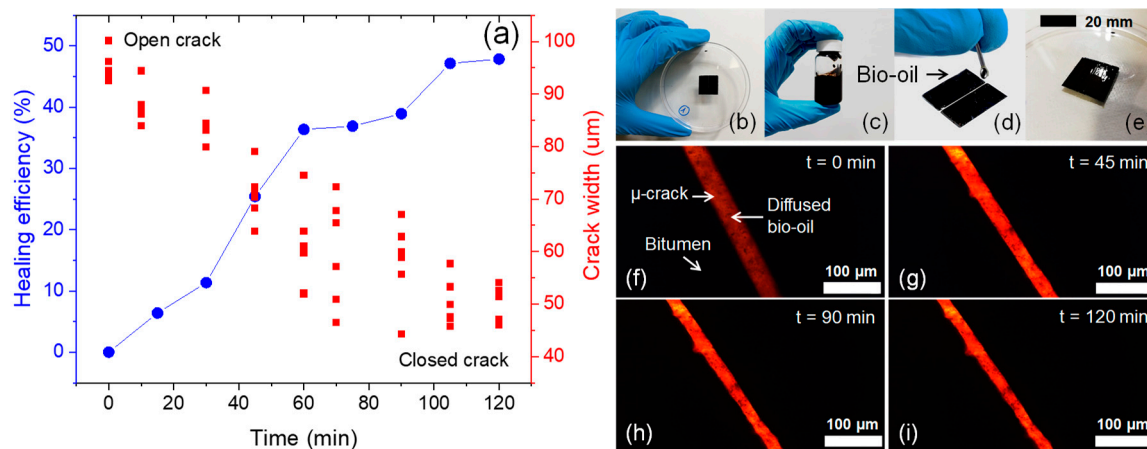 (a)
Open crack
Closed crack
Healing efficiency (%)
50
40
30
20
10
0
0
20
40
60
80
100
120
Time (min)
100
90
80
70
60
50
40
Crack width (um)
(b)
(c)
Bio-oil
(d)
20 mm
(e)
t = 0 min
µ-crack
Diffused
bio-oil
Bitumen
(f)
100 µm
t = 45 min
(g)
100 µm
t = 90 min
(h)
100 µm
t = 120 min
(i)
100 µm